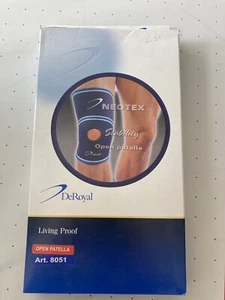 NEOTEX
Stability
Open patella
DeRoyal
Living Proof
OPEN PATELLA
Art. 8051